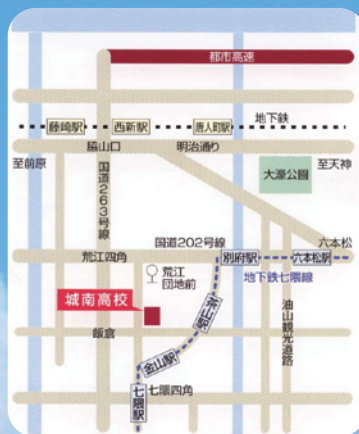 都市高速
地下鉄
藤崎駅
西新駅
唐人町駅
脇山口
明治通り
至前原
至天神
大濠公園
国道263号線
国道202号線
六本松
荒江四角
別府駅
六本松駅
地下鉄七隈線
荒江
団地前
城南高校
茶山駅
油山観光道路
飯倉
金山駅
七隈駅
七隈四角